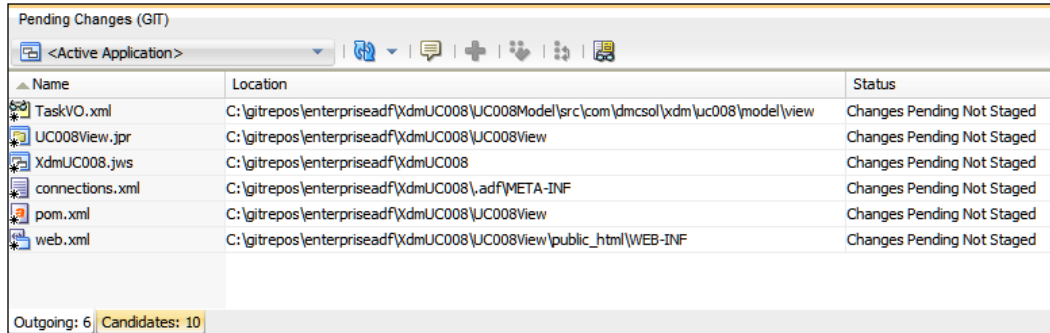 Pending Changes (GIT)
<Active Application>
Name Location Status
TaskVO.xml C:\gitrepos\enterpriseadf\XdmUC008\UC008Model\src\com\dmcsol\xdm\uc008\model\view Changes Pending Not Staged
UC008View.jpr C:\gitrepos\enterpriseadf\XdmUC008\UC008View Changes Pending Not Staged
XdmUC008.jws C:\gitrepos\enterpriseadf\XdmUC008 Changes Pending Not Staged
connections.xml C:\gitrepos\enterpriseadf\XdmUC008\.adf\META-INF Changes Pending Not Staged
pom.xml C:\gitrepos\enterpriseadf\XdmUC008\UC008View Changes Pending Not Staged
web.xml C:\gitrepos\enterpriseadf\XdmUC008\UC008View\public_html\WEB-INF Changes Pending Not Staged
Outgoing: 6 Candidates: 10